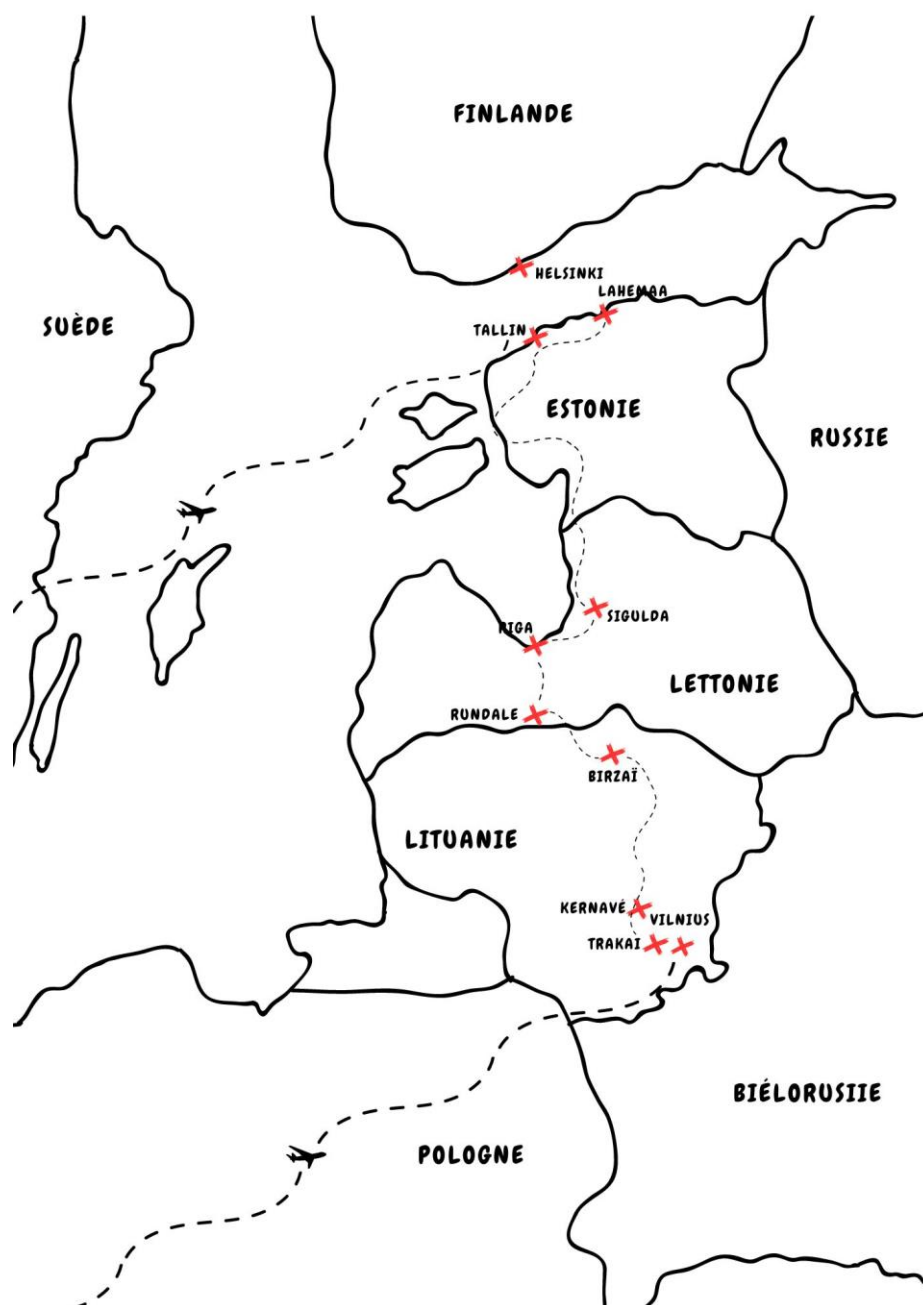 FINLANDE
HELSINKI
LAHEMAA
SUÈDE
TALLIN
ESTONIE
RUSSIE
SIGULDA
RIGA
LETTONIE
RUNDALE
BIRZAÏ
LITUANIE
KERNAVÉ
VILNIUS
TRAKAI
BIÉLORUSIIE
POLOGNE